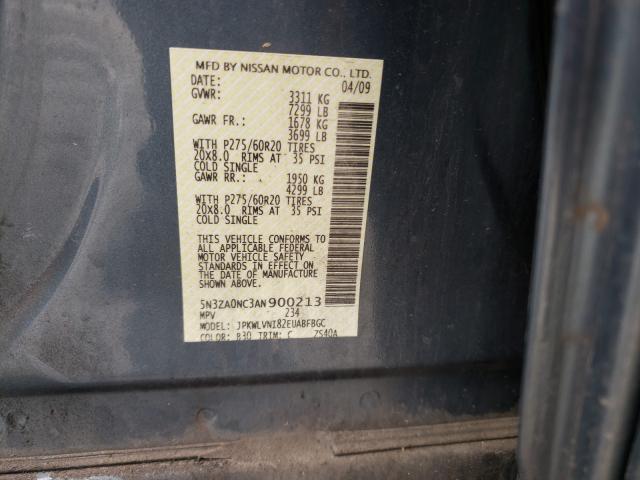 MFD BY NISSAN MOTOR CO., LTD.
DATE: 04/09
GVWR: 3311 KG
7299 LB
GAWR FR.: 1678 KG
3699 LB
WITH P275/60R20 TIRES
20X8.0 RIMS AT 35 PSI
COLD SINGLE
GAWR RR.: 1950 KG
4299 LB
WITH P275/60R20 TIRES
20X8.0 RIMS AT 35 PSI
COLD SINGLE
THIS VEHICLE CONFORMS TO
ALL APPLICABLE FEDERAL
MOTOR VEHICLE SAFETY
STANDARDS IN EFFECT ON
THE DATE OF MANUFACTURE
SHOWN ABOVE.
5N3ZA0NC3AN900213
MPV 234
MODEL: JPKWLVNI82EUABFBGC
COLOR: B30 TRIM: C ZS40A